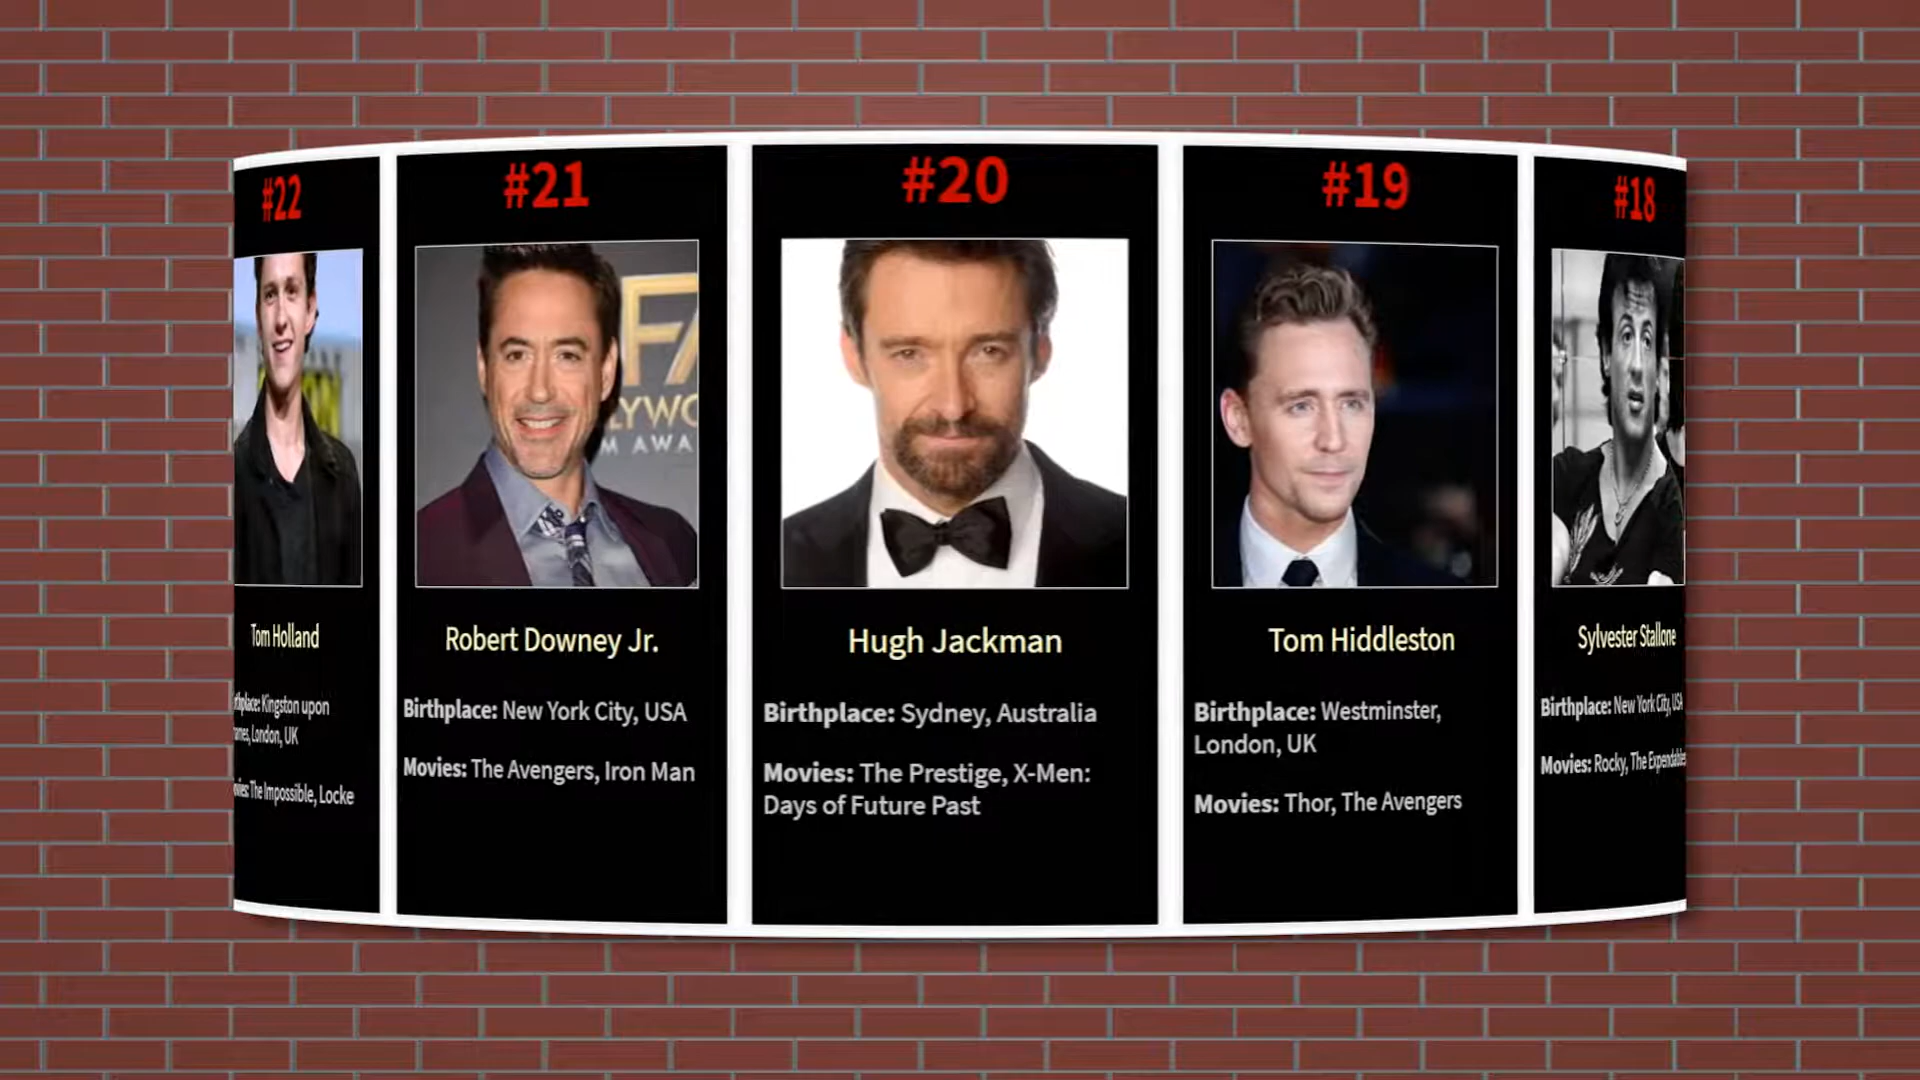 #22
Tom Holland
Kingston upon
London, UK
The Impossible, Locke
#21
FA
LYWO
M AWA
Robert Downey Jr.
Birthplace: New York City, USA
Movies: The Avengers, Iron Man
#20
Hugh Jackman
Birthplace: Sydney, Australia
Movies: The Prestige, X-Men:
Days of Future Past
#19
Tom Hiddleston
Birthplace: Westminster,
London, UK
Movies: Thor, The Avengers
#18
Sylvester Stallone
Birthplace: New York City, USA
Movies: Rocky, The Expendables